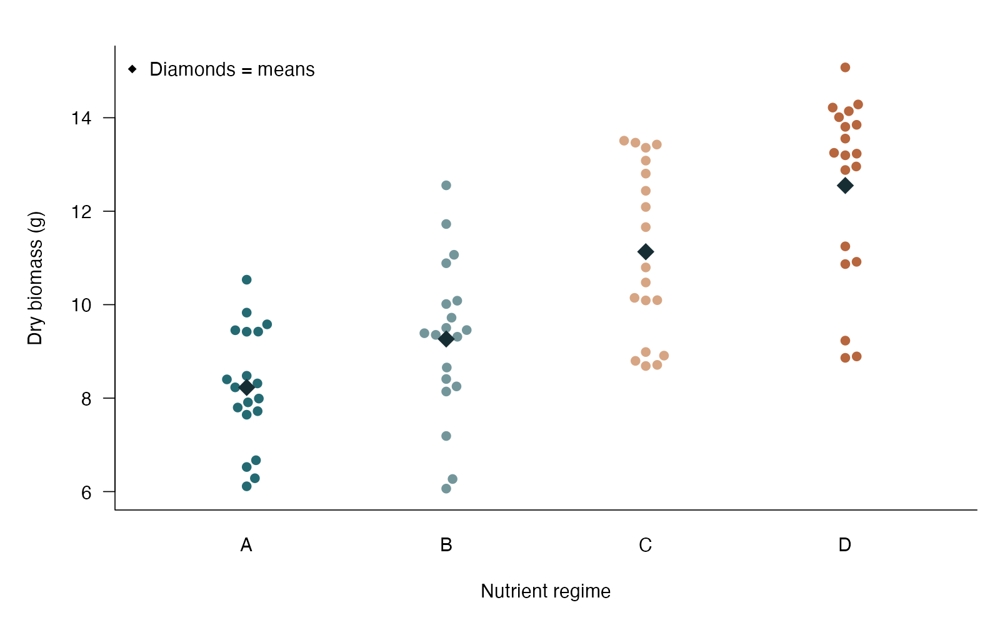 Diamonds = means
14
12
10
8
6
Dry biomass (g)
A B C D
Nutrient regime